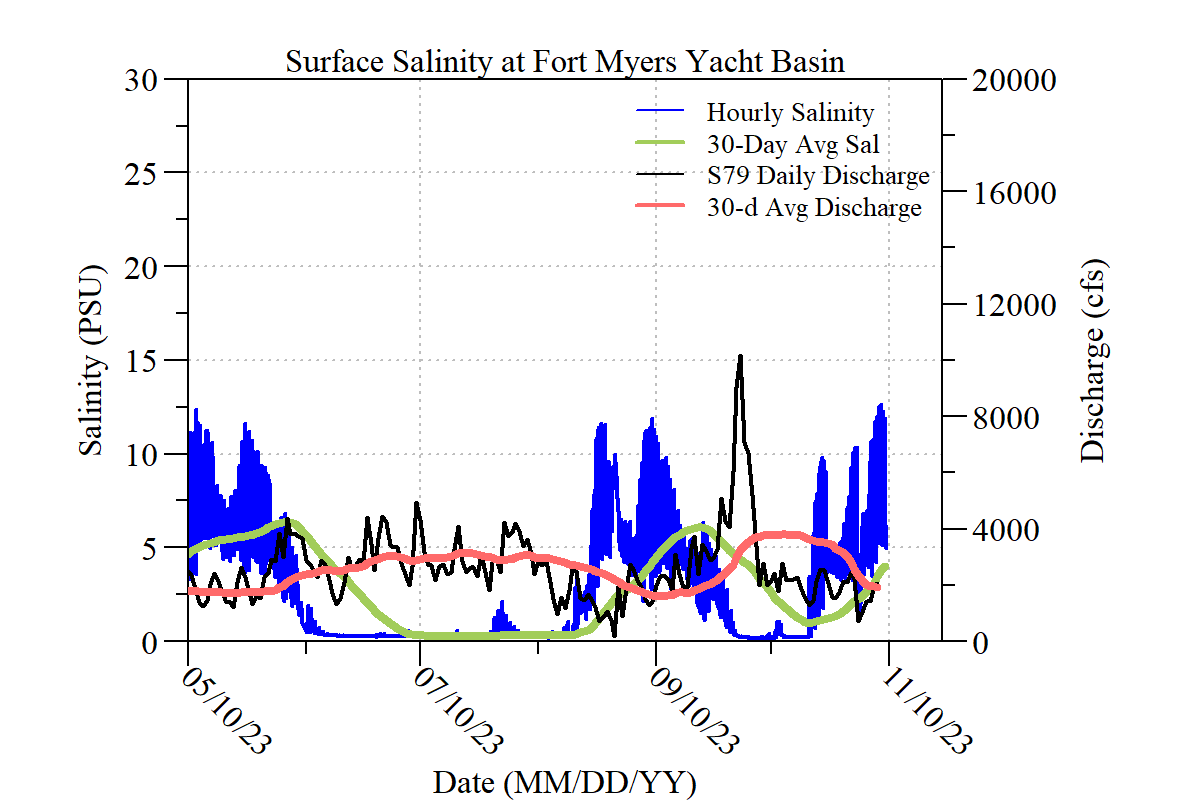 Surface Salinity at Fort Myers Yacht Basin
30
25
20
15
10
5
0
Salinity (PSU)
Hourly Salinity
30-Day Avg Sal
S79 Daily Discharge
30-d Avg Discharge
20000
16000
12000
8000
4000
0
Discharge (cfs)
05/10/23
07/10/23
09/10/23
11/10/23
Date (MM/DD/YY)